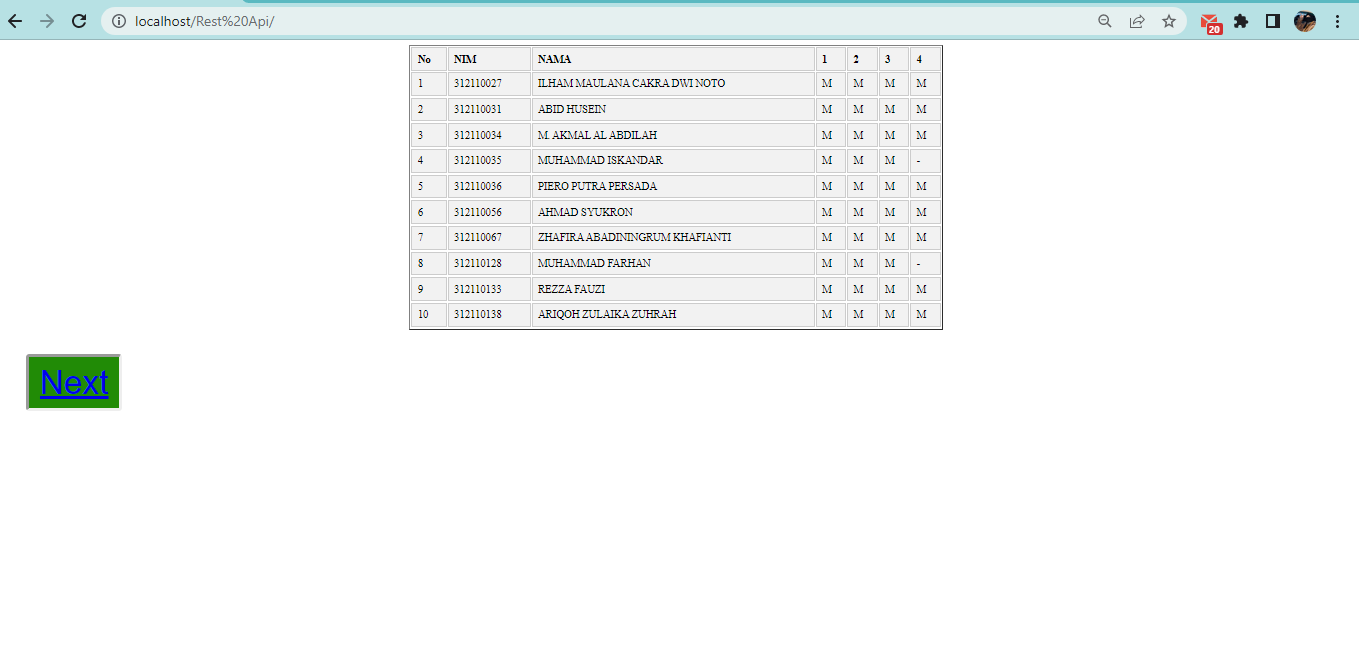 localhost/Rest%20Api/
20
No NIM NAMA 1 2 3 4
1 312110027 ILHAM MAULANA CAKRA DWI NOTO M M M M
2 312110031 ABID HUSEIN M M M M
3 312110034 M. AKMAL AL ABDILAH M M M M
4 312110035 MUHAMMAD ISKANDAR M M M -
5 312110036 PIERO PUTRA PERSADA M M M M
6 312110056 AHMAD SYUKRON M M M M
7 312110067 ZHAFIRA ABADININGRUM KHAFIANTI M M M M
8 312110128 MUHAMMAD FARHAN M M M -
9 312110133 REZZA FAUZI M M M M
10 312110138 ARIQOH ZULAIKA ZUHRAH M M M M
Next